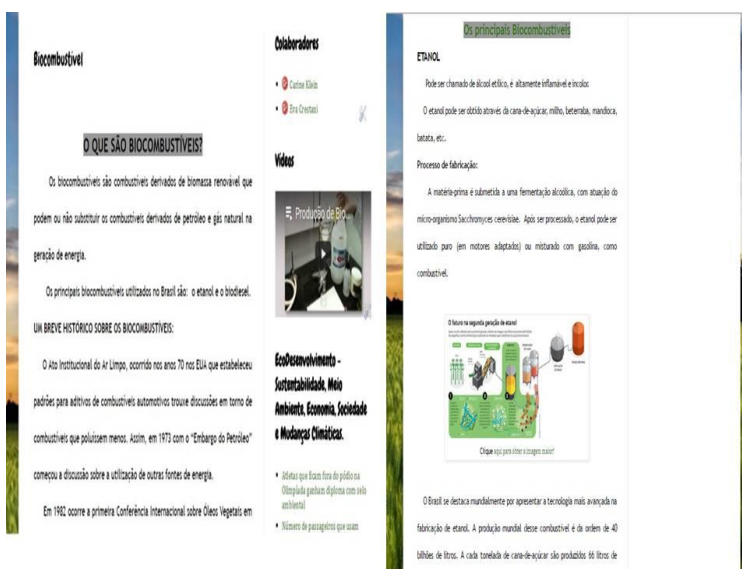 Biocombustível
O QUE SÃO BIOCOMBUSTÍVEIS?
Os biocombustíveis são combustíveis derivados de biomassa renovável que
podem ou não substituir os combustíveis derivados de petróleo e gás natural na
geração de energia.
Os principais biocombustíveis utilizados no Brasil são: o etanol e o biodiesel.
UM BREVE HISTÓRICO SOBRE OS BIOCOMBUSTÍVEIS:
O Ato Institucional do Ar Limpo, ocorrido nos anos 70 nos EUA que estabeleceu
padrões para aditivos de combustíveis automotivos trouxe discussões em torno de
combustíveis que poluíssem menos. Assim, em 1973 com o "Embargo do Petróleo"
começou a discussão sobre a utilização de outras fontes de energia.
Em 1982 ocorre a primeira Conferência Internacional sobre Óleos Vegetais em
Colaboradores
Carine Klein
Eva Crestani
Vídeos
Produção de Bio...
EcoDesenvolvimento -
Sustentabilidade, Meio
Ambiente, Economia, Sociedade
e Mudanças Climáticas.
Atletas que ficam fora do pódio na
Olimpíada ganham diploma com selo
ambiental
Número de passageiros que usam
Os principais Biocombustíveis
ETANOL
Pode ser chamado de álcool etílico, é altamente inflamável e incolor.
O etanol pode ser obtido através da cana-de-açúcar, milho, beterraba, mandioca,
batata, etc.
Processo de fabricação:
A matéria-prima é submetida a uma fermentação alcoólica, com atuação do
micro-organismo Sacchromyces cerevisiae. Após ser processado, o etanol pode ser
utilizado puro (em motores adaptados) ou misturado com gasolina, como
combustível.
O futuro na segunda geração de etanol
Clique aqui para obter a imagem maior!
O Brasil se destaca mundialmente por apresentar a tecnologia mais avançada na
fabricação de etanol. A produção mundial desse combustível é da ordem de 40
bilhões de litros. A cada tonelada de cana-de-açúcar são produzidos 66 litros de